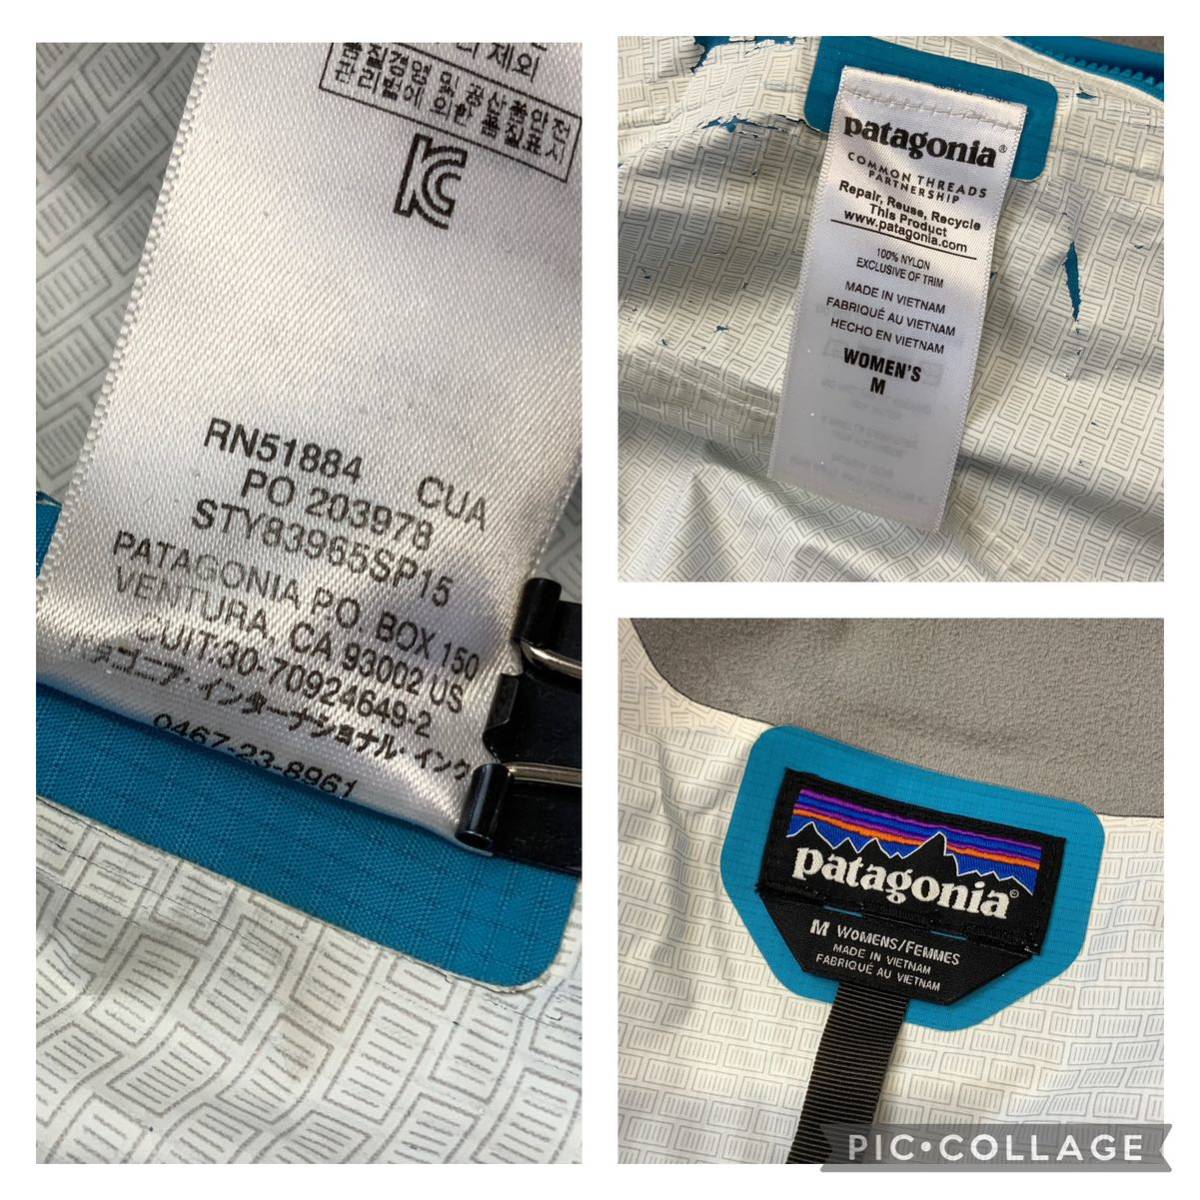 제외
품질경영 및 공산품안전
관리법에 의한 품질표시
KC
RN51884 CUA
PO 203978
STY83965SP15
PATAGONIA P.O. BOX 150
VENTURA, CA 93002 US
CUIT:30-70924649-2
タゴニア・インターナショナル・インク
0467-23-8961
patagonia®
COMMON THREADS
PARTNERSHIP
Repair, Reuse, Recycle
This Product
www.patagonia.com
100% NYLON
EXCLUSIVE OF TRIM
MADE IN VIETNAM
FABRIQUÉ AU VIETNAM
HECHO EN VIETNAM
WOMEN'S
M
patagonia®
M WOMENS/FEMMES
MADE IN VIETNAM
FABRIQUÉ AU VIETNAM
PIC•COLLAGE